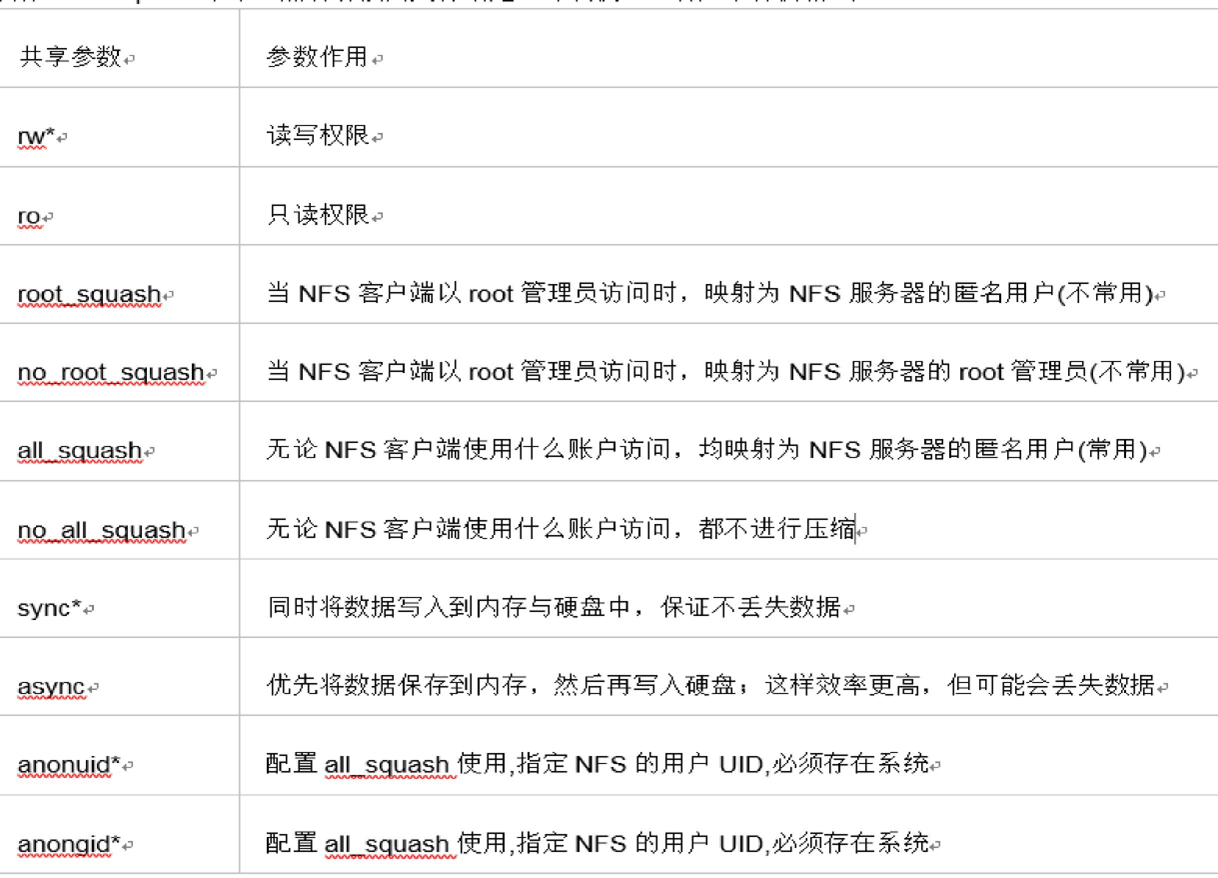 共享参数 参数作用
rw* 读写权限
ro 只读权限
root_squash 当 NFS 客户端以 root 管理员访问时，映射为 NFS 服务器的匿名用户(不常用)
no_root_squash 当 NFS 客户端以 root 管理员访问时，映射为 NFS 服务器的 root 管理员(不常用)
all_squash 无论 NFS 客户端使用什么账户访问，均映射为 NFS 服务器的匿名用户(常用)
no_all_squash 无论 NFS 客户端使用什么账户访问，都不进行压缩
sync* 同时将数据写入到内存与硬盘中，保证不丢失数据
async 优先将数据保存到内存，然后再写入硬盘；这样效率更高，但可能会丢失数据
anonuid* 配置 all_squash 使用,指定 NFS 的用户 UID,必须存在系统
anongid* 配置 all_squash 使用,指定 NFS 的用户 UID,必须存在系统